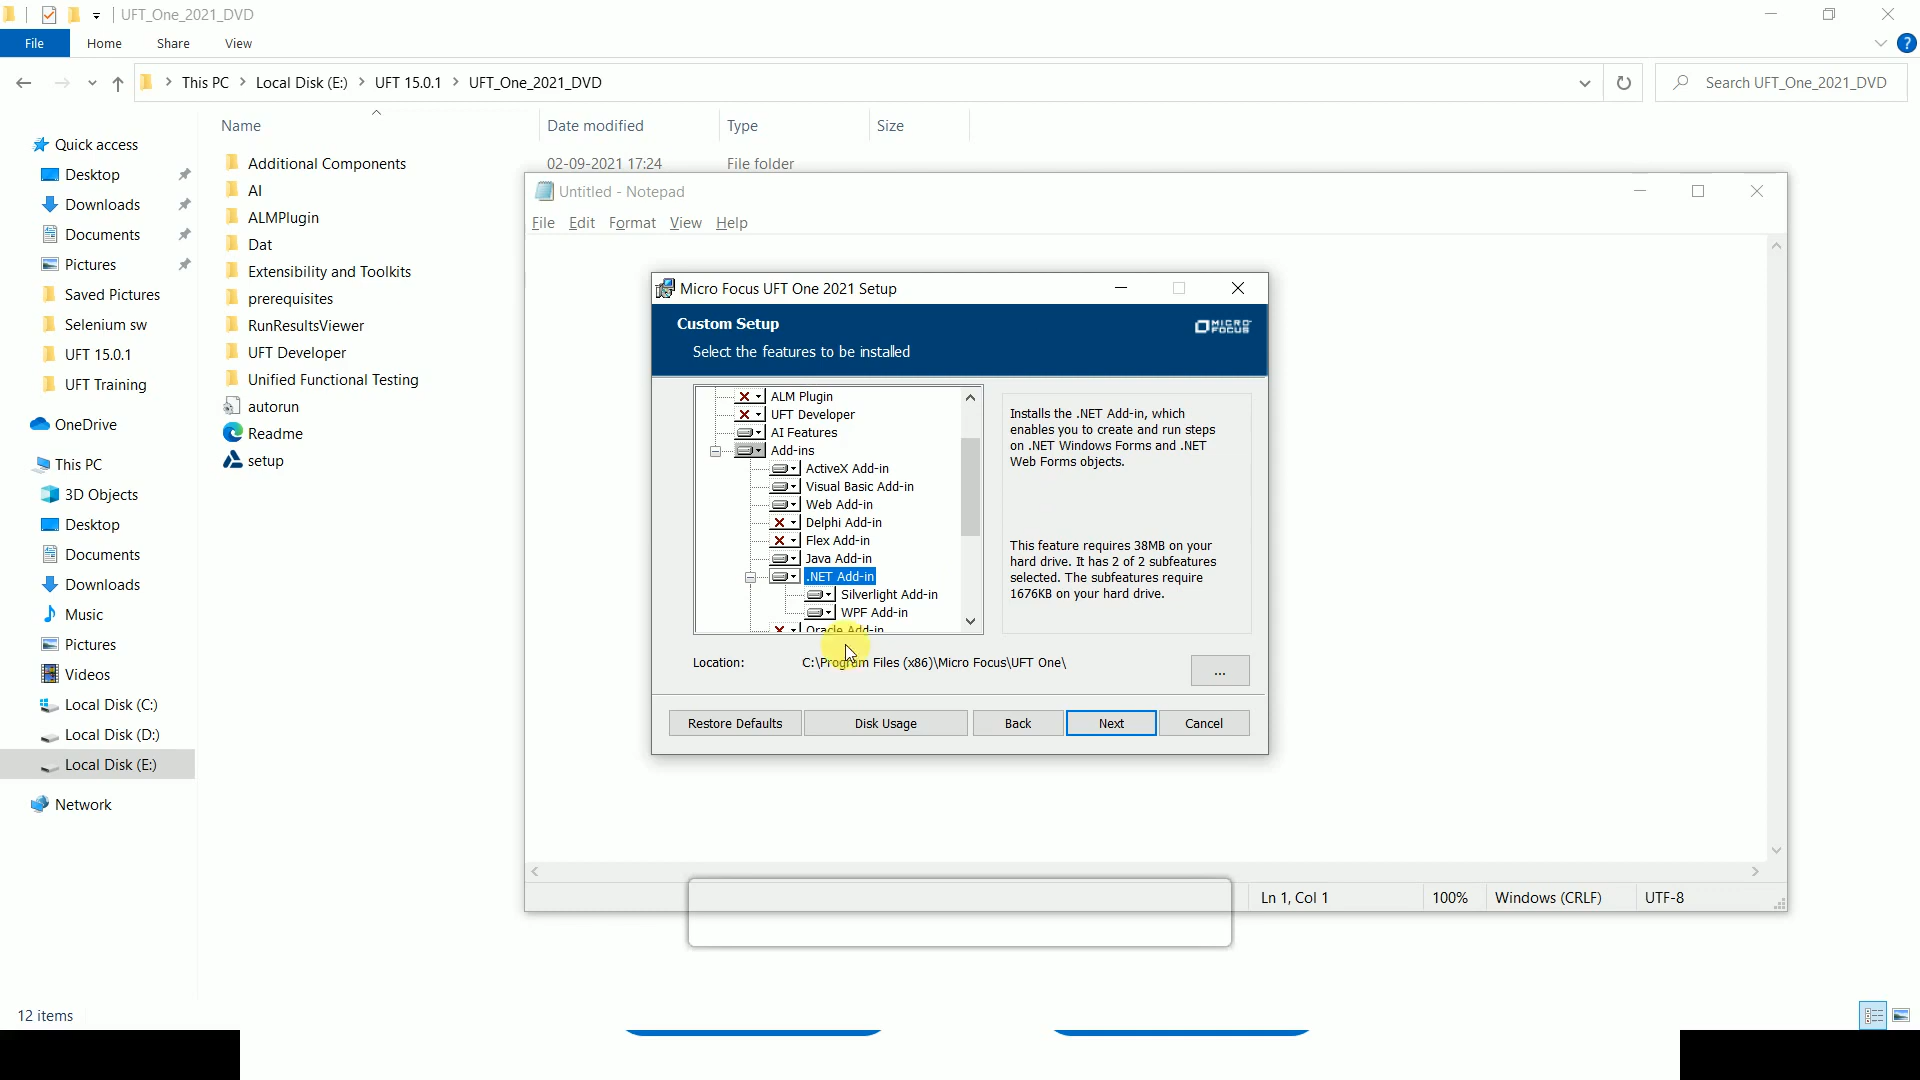 UFT_One_2021_DVD
File Home Share View
This PC Local Disk (E:) UFT 15.0.1 UFT_One_2021_DVD
Search UFT_One_2021_DVD
Name Date modified Type Size
Quick access
Desktop
Downloads
Documents
Pictures
Saved Pictures
Selenium sw
UFT 15.0.1
UFT Training
OneDrive
This PC
3D Objects
Desktop
Documents
Downloads
Music
Pictures
Videos
Local Disk (C:)
Local Disk (D:)
Local Disk (E:)
Network
12 items
Additional Components 02-09-2021 17:24 File folder
AI
ALMPlugin
Dat
Extensibility and Toolkits
prerequisites
RunResultsViewer
UFT Developer
Unified Functional Testing
autorun
Readme
setup
Untitled - Notepad
File Edit Format View Help
Micro Focus UFT One 2021 Setup
Custom Setup
MICRO
FOCUS
Select the features to be installed
ALM Plugin
UFT Developer
AI Features
Add-ins
ActiveX Add-in
Visual Basic Add-in
Web Add-in
Delphi Add-in
Flex Add-in
Java Add-in
.NET Add-in
Silverlight Add-in
WPF Add-in
Oracle Add-in
Installs the .NET Add-in, which
enables you to create and run steps
on .NET Windows Forms and .NET
Web Forms objects.
This feature requires 38MB on your
hard drive. It has 2 of 2 subfeatures
selected. The subfeatures require
1676KB on your hard drive.
Location: C:\Program Files (x86)\Micro Focus\UFT One\
...
Restore Defaults Disk Usage Back Next Cancel
Ln 1, Col 1 100% Windows (CRLF) UTF-8